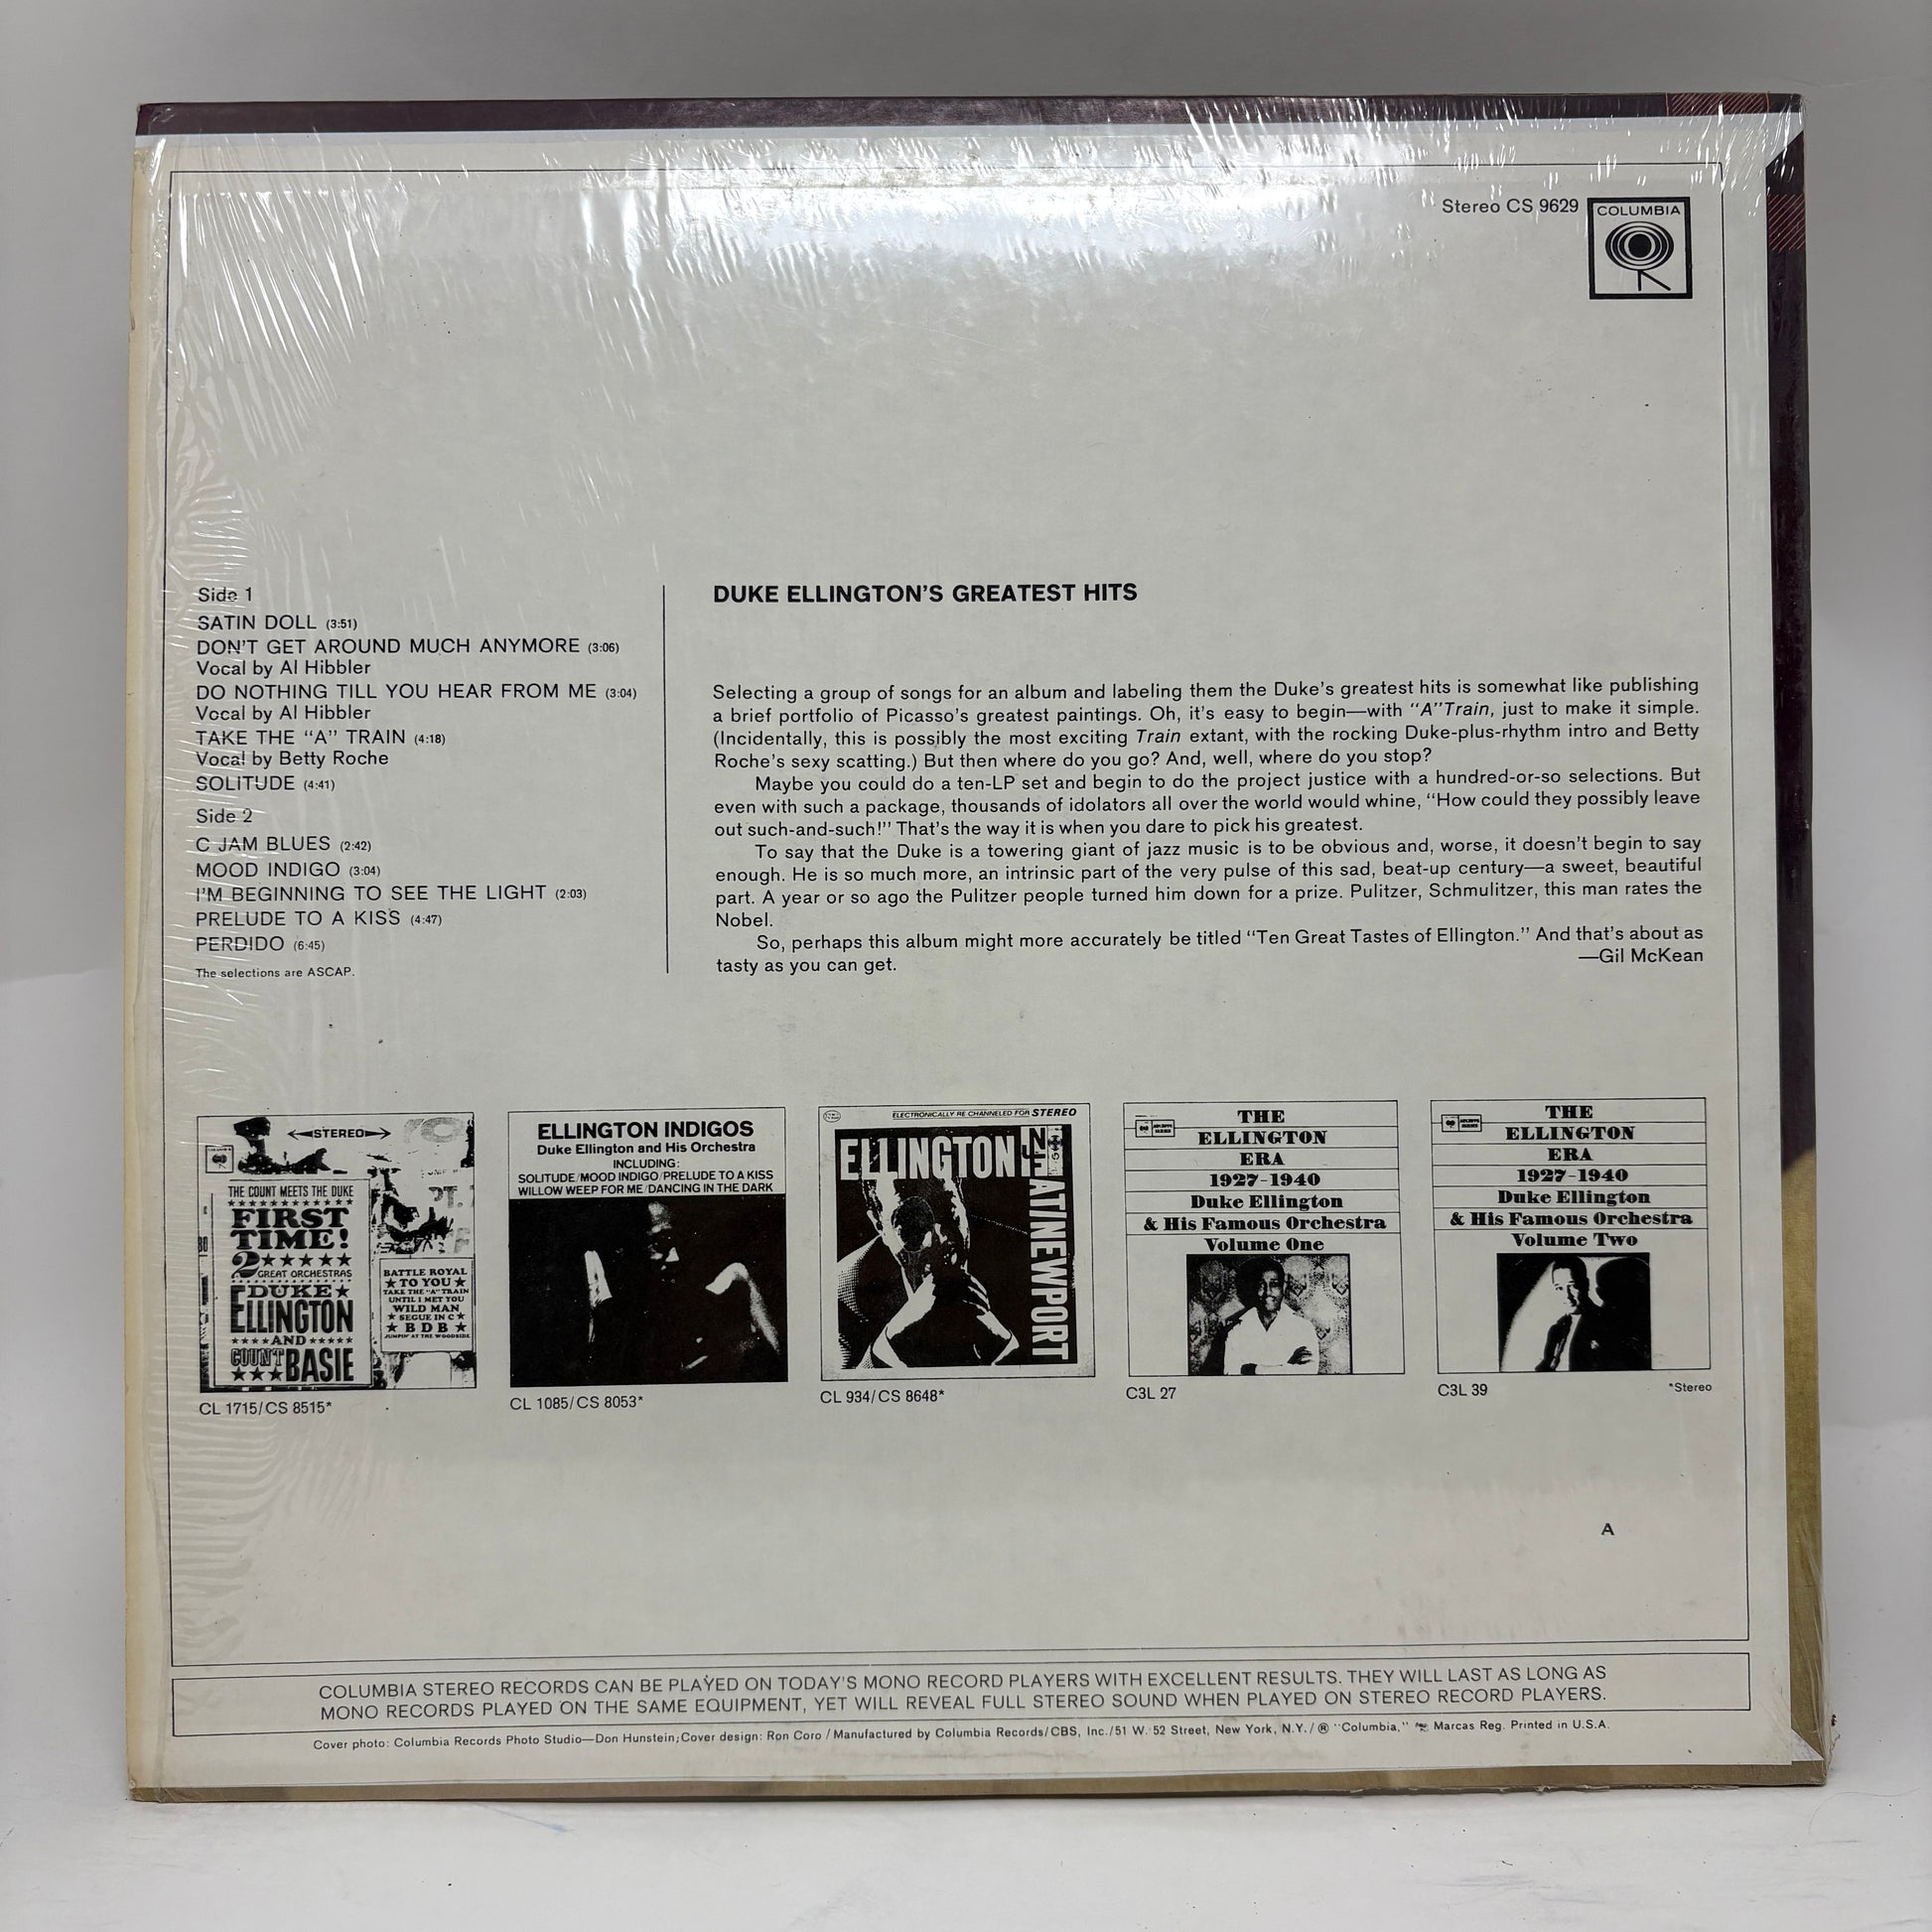 Stereo CS 9629
COLUMBIA
Side 1
SATIN DOLL (3:51)
DON'T GET AROUND MUCH ANYMORE (3:06)
Vocal by Al Hibbler
DO NOTHING TILL YOU HEAR FROM ME (3:04)
Vocal by Al Hibbler
TAKE THE "A" TRAIN (4:18)
Vocal by Betty Roche
SOLITUDE (4:41)
Side 2
C JAM BLUES (2:42)
MOOD INDIGO (3:04)
I'M BEGINNING TO SEE THE LIGHT (2:03)
PRELUDE TO A KISS (4:47)
PERDIDO (6:45)
The selections are ASCAP.
DUKE ELLINGTON'S GREATEST HITS
Selecting a group of songs for an album and labeling them the Duke's greatest hits is somewhat like publishing
a brief portfolio of Picasso's greatest paintings. Oh, it's easy to begin—with "A" Train, just to make it simple.
(Incidentally, this is possibly the most exciting Train extant, with the rocking Duke-plus-rhythm intro and Betty
Roche's sexy scatting.) But then where do you go? And, well, where do you stop?
Maybe you could do a ten-LP set and begin to do the project justice with a hundred-or-so selections. But
even with such a package, thousands of idolators all over the world would whine, "How could they possibly leave
out such-and-such!" That's the way it is when you dare to pick his greatest.
To say that the Duke is a towering giant of jazz music is to be obvious and, worse, it doesn't begin to say
enough. He is so much more, an intrinsic part of the very pulse of this sad, beat-up century—a sweet, beautiful
part. A year or so ago the Pulitzer people turned him down for a prize. Pulitzer, Schmulitzer, this man rates the
Nobel.
So, perhaps this album might more accurately be titled "Ten Great Tastes of Ellington." And that's about as
tasty as you can get.
—Gil McKean
STEREO
THE COUNT MEETS THE DUKE
FIRST
TIME!
2
GREAT ORCHESTRAS
DUKE
ELLINGTON
AND
COUNT BASIE
BATTLE ROYAL
TO YOU
TAKE THE "A" TRAIN
UNTIL I MET YOU
WILD MAN
SEGUE IN C
B D B
JUMPIN' AT THE WOODSIDE
CL 1715/CS 8515*
ELLINGTON INDIGOS
Duke Ellington and His Orchestra
INCLUDING:
SOLITUDE/MOOD INDIGO/PRELUDE TO A KISS
WILLOW WEEP FOR ME/DANCING IN THE DARK
CL 1085/CS 8053*
ELECTRONICALLY RE-CHANNELED FOR STEREO
ELLINGTON
AT/NEWPORT
CL 934/CS 8648*
THE
ELLINGTON
ERA
1927-1940
Duke Ellington
& His Famous Orchestra
Volume One
C3L 27
THE
ELLINGTON
ERA
1927-1940
Duke Ellington
& His Famous Orchestra
Volume Two
C3L 39
*Stereo
A
COLUMBIA STEREO RECORDS CAN BE PLAYED ON TODAY'S MONO RECORD PLAYERS WITH EXCELLENT RESULTS. THEY WILL LAST AS LONG AS
MONO RECORDS PLAYED ON THE SAME EQUIPMENT, YET WILL REVEAL FULL STEREO SOUND WHEN PLAYED ON STEREO RECORD PLAYERS.
Cover photo: Columbia Records Photo Studio—Don Hunstein; Cover design: Ron Coro / Manufactured by Columbia Records/CBS, Inc./51 W. 52 Street, New York, N.Y./ ® "Columbia," Marcas Reg. Printed in U.S.A.